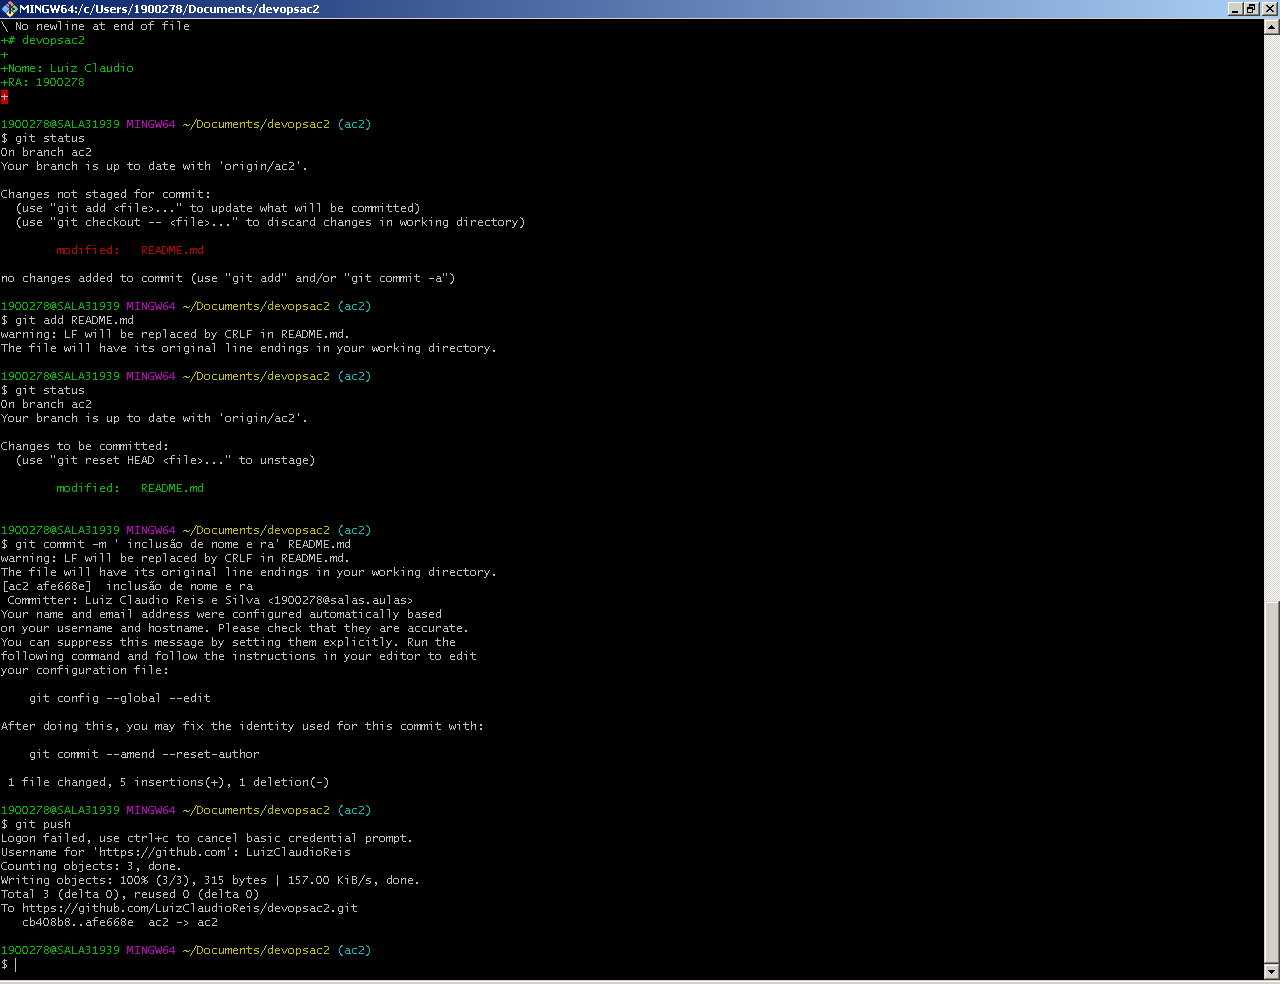 MINGW64:/c/Users/1900278/Documents/devopsac2
\ No newline at end of file
+# devopsac2
+
+Nome: Luiz Claudio
+RA: 1900278
+
1900278@SALA31939 MINGW64 ~/Documents/devopsac2 (ac2)
$ git status
On branch ac2
Your branch is up to date with 'origin/ac2'.
Changes not staged for commit:
  (use "git add <file>..." to update what will be committed)
  (use "git checkout -- <file>..." to discard changes in working directory)
        modified:   README.md
no changes added to commit (use "git add" and/or "git commit -a")
1900278@SALA31939 MINGW64 ~/Documents/devopsac2 (ac2)
$ git add README.md
warning: LF will be replaced by CRLF in README.md.
The file will have its original line endings in your working directory.
1900278@SALA31939 MINGW64 ~/Documents/devopsac2 (ac2)
$ git status
On branch ac2
Your branch is up to date with 'origin/ac2'.
Changes to be committed:
  (use "git reset HEAD <file>..." to unstage)
        modified:   README.md
1900278@SALA31939 MINGW64 ~/Documents/devopsac2 (ac2)
$ git commit -m ' inclusão de nome e ra' README.md
warning: LF will be replaced by CRLF in README.md.
The file will have its original line endings in your working directory.
[ac2 afe668e]  inclusão de nome e ra
 Committer: Luiz Claudio Reis e Silva <1900278@salas.aulas>
Your name and email address were configured automatically based
on your username and hostname. Please check that they are accurate.
You can suppress this message by setting them explicitly. Run the
following command and follow the instructions in your editor to edit
your configuration file:
    git config --global --edit
After doing this, you may fix the identity used for this commit with:
    git commit --amend --reset-author
 1 file changed, 5 insertions(+), 1 deletion(-)
1900278@SALA31939 MINGW64 ~/Documents/devopsac2 (ac2)
$ git push
Logon failed, use ctrl+c to cancel basic credential prompt.
Username for 'https://github.com': LuizClaudioReis
Counting objects: 3, done.
Writing objects: 100% (3/3), 315 bytes | 157.00 KiB/s, done.
Total 3 (delta 0), reused 0 (delta 0)
To https://github.com/LuizClaudioReis/devopsac2.git
   cb408b8..afe668e  ac2 -> ac2
1900278@SALA31939 MINGW64 ~/Documents/devopsac2 (ac2)
$